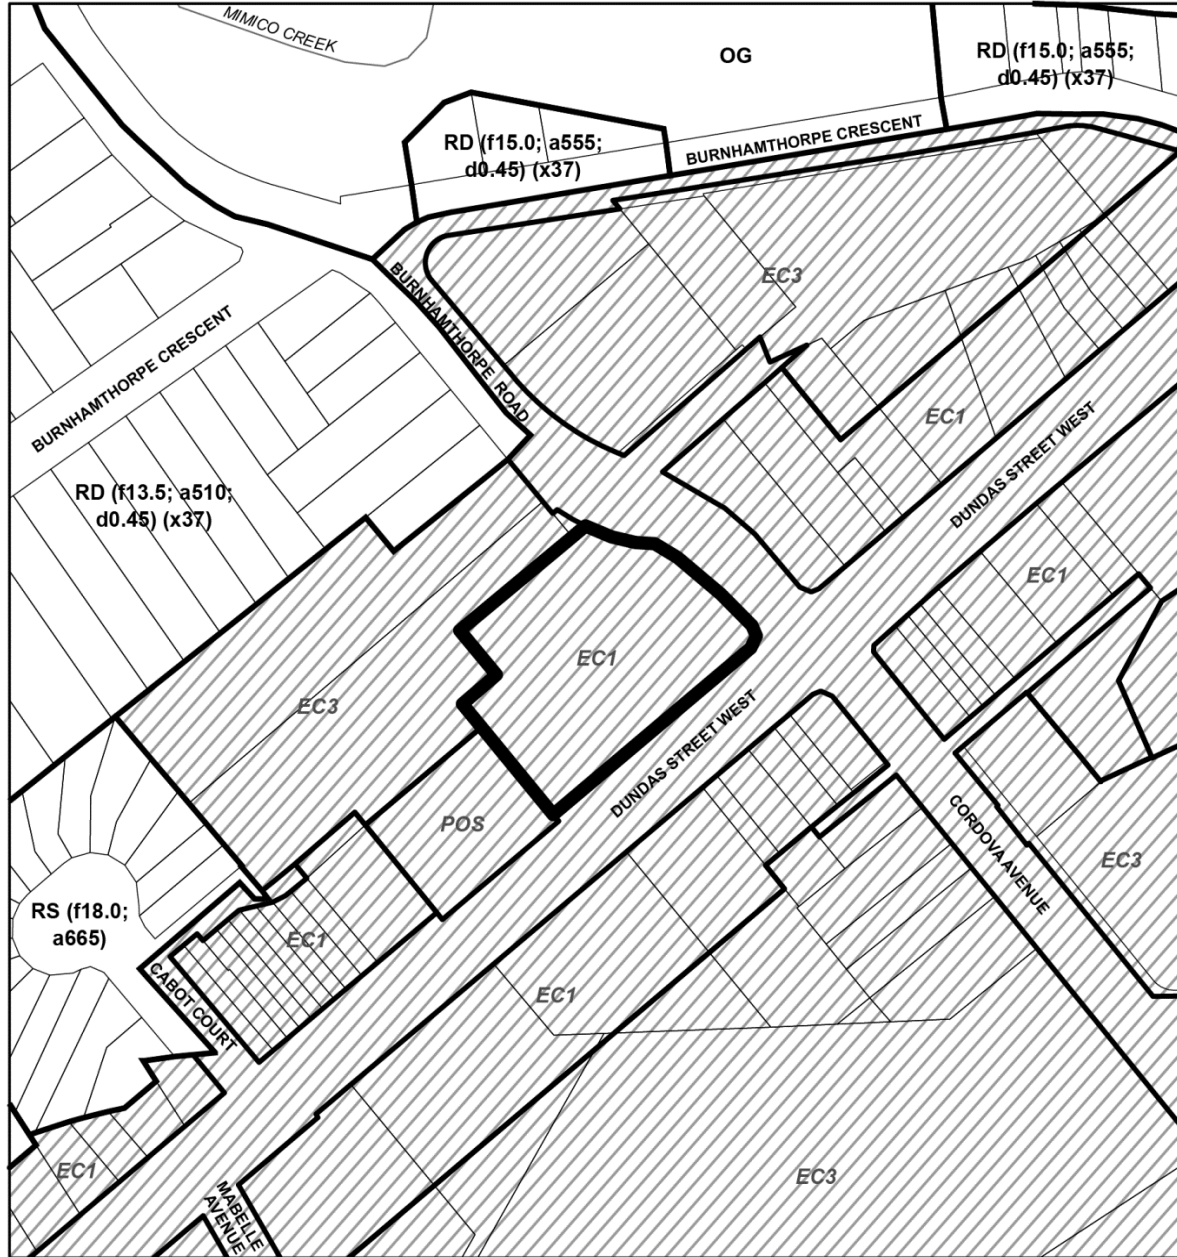 MIMICO CREEK
OG
RD (f15.0; a555;
d0.45) (x37)
RD (f15.0; a555;
d0.45) (x37)
BURNHAMTHORPE CRESCENT
EC3
BURNHAMTHORPE ROAD
BURNHAMTHORPE CRESCENT
EC1
DUNDAS STREET WEST
RD (f13.5; a510;
d0.45) (x37)
EC1
EC1
EC3
DUNDAS STREET WEST
POS
CORDOVA AVENUE
EC3
RS (f18.0;
a665)
EC1
CABOT COURT
EC1
EC1
EC3
MABELLE
AVENUE